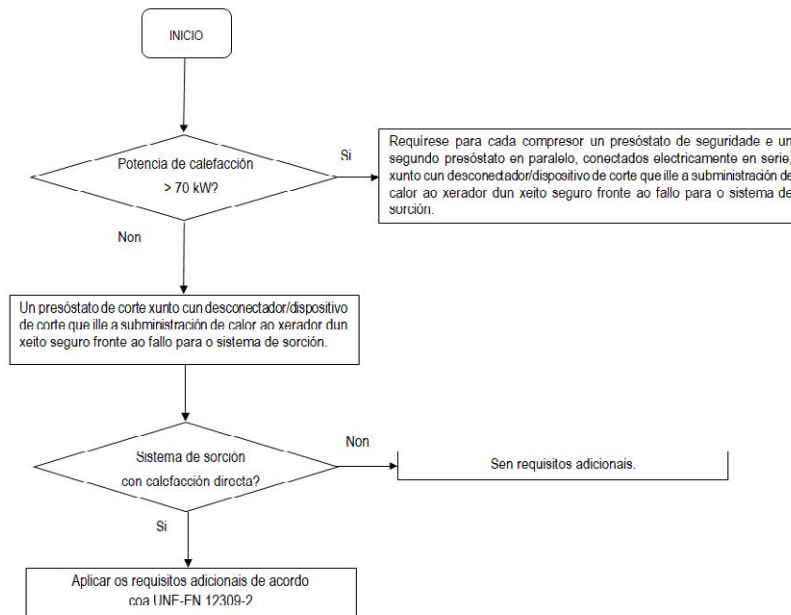 INICIO
Potencia de calefacción
> 70 kW?
Si
Requírese para cada compresor un presóstato de seguridade e un
segundo presóstato en paralelo, conectados electricamente en serie,
xunto cun desconectador/dispositivo de corte que ille a subministración de
calor ao xerador dun xeito seguro fronte ao fallo para o sistema de
sorción.
Non
Un presóstato de corte xunto cun desconectador/dispositivo
de corte que ille a subministración de calor ao xerador dun
xeito seguro fronte ao fallo para o sistema de sorción.
Sistema de sorción
con calefacción directa?
Non
Sen requisitos adicionais.
Si
Aplicar os requisitos adicionais de acordo
coa UNE-EN 12309-2